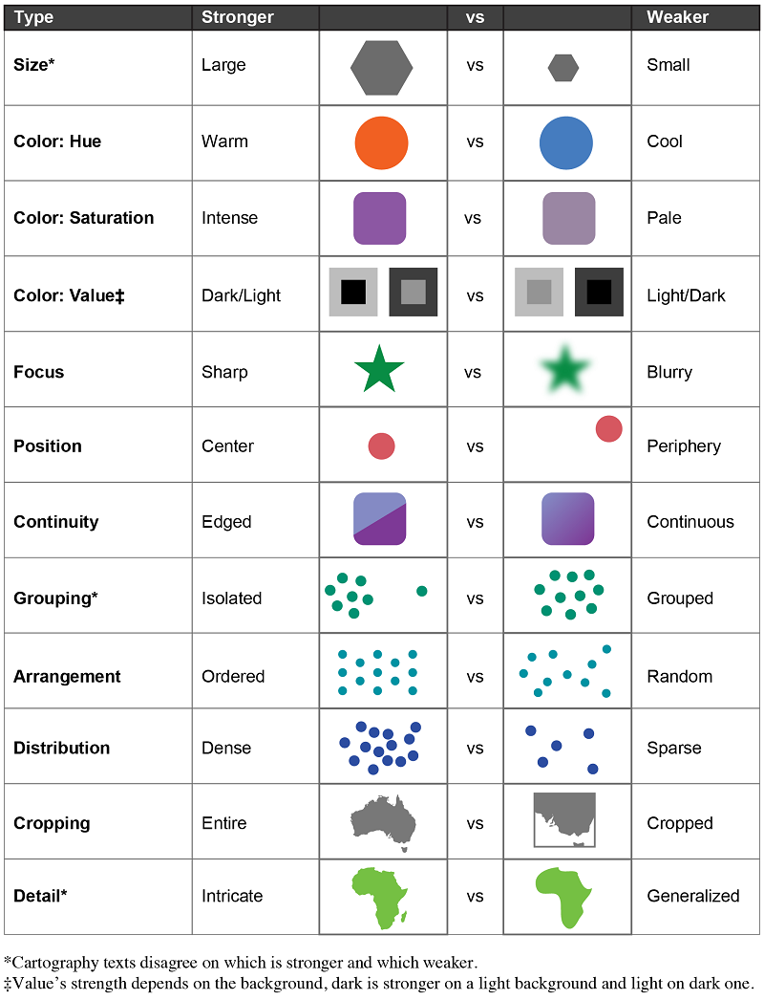 Type Stronger vs Weaker
Size* Large vs Small
Color: Hue Warm vs Cool
Color: Saturation Intense vs Pale
Color: Value‡ Dark/Light vs Light/Dark
Focus Sharp vs Blurry
Position Center vs Periphery
Continuity Edged vs Continuous
Grouping* Isolated vs Grouped
Arrangement Ordered vs Random
Distribution Dense vs Sparse
Cropping Entire vs Cropped
Detail* Intricate vs Generalized
*Cartography texts disagree on which is stronger and which weaker.
‡Value’s strength depends on the background, dark is stronger on a light background and light on dark one.